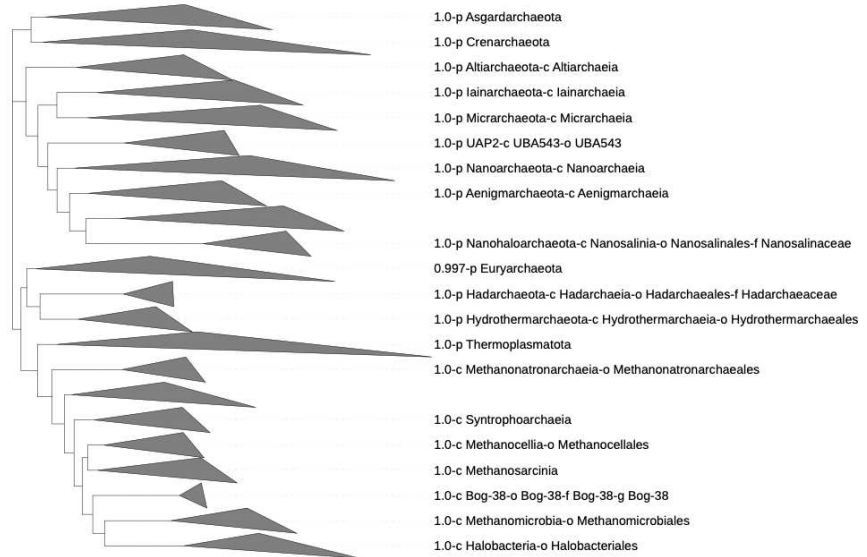 1.0-p Asgardarchaeota
1.0-p Crenarchaeota
1.0-p Altiarchaeota-c Altiarchaeia
1.0-p Iainarchaeota-c Iainarchaeia
1.0-p Micrarchaeota-c Micrarchaeia
1.0-p UAP2-c UBA543-o UBA543
1.0-p Nanoarchaeota-c Nanoarchaeia
1.0-p Aenigmarchaeota-c Aenigmarchaeia
1.0-p Nanohaloarchaeota-c Nanosalinia-o Nanosalinales-f Nanosalinaceae
0.997-p Euryarchaeota
1.0-p Hadarchaeota-c Hadarchaeia-o Hadarchaeales-f Hadarchaeaceae
1.0-p Hydrothermarchaeota-c Hydrothermarchaeia-o Hydrothermarchaeales
1.0-p Thermoplasmatota
1.0-c Methanonatronarchaeia-o Methanonatronarchaeales
1.0-c Syntrophoarchaeia
1.0-c Methanocellia-o Methanocellales
1.0-c Methanosarcinia
1.0-c Bog-38-o Bog-38-f Bog-38-g Bog-38
1.0-c Methanomicrobia-o Methanomicrobiales
1.0-c Halobacteria-o Halobacteriales